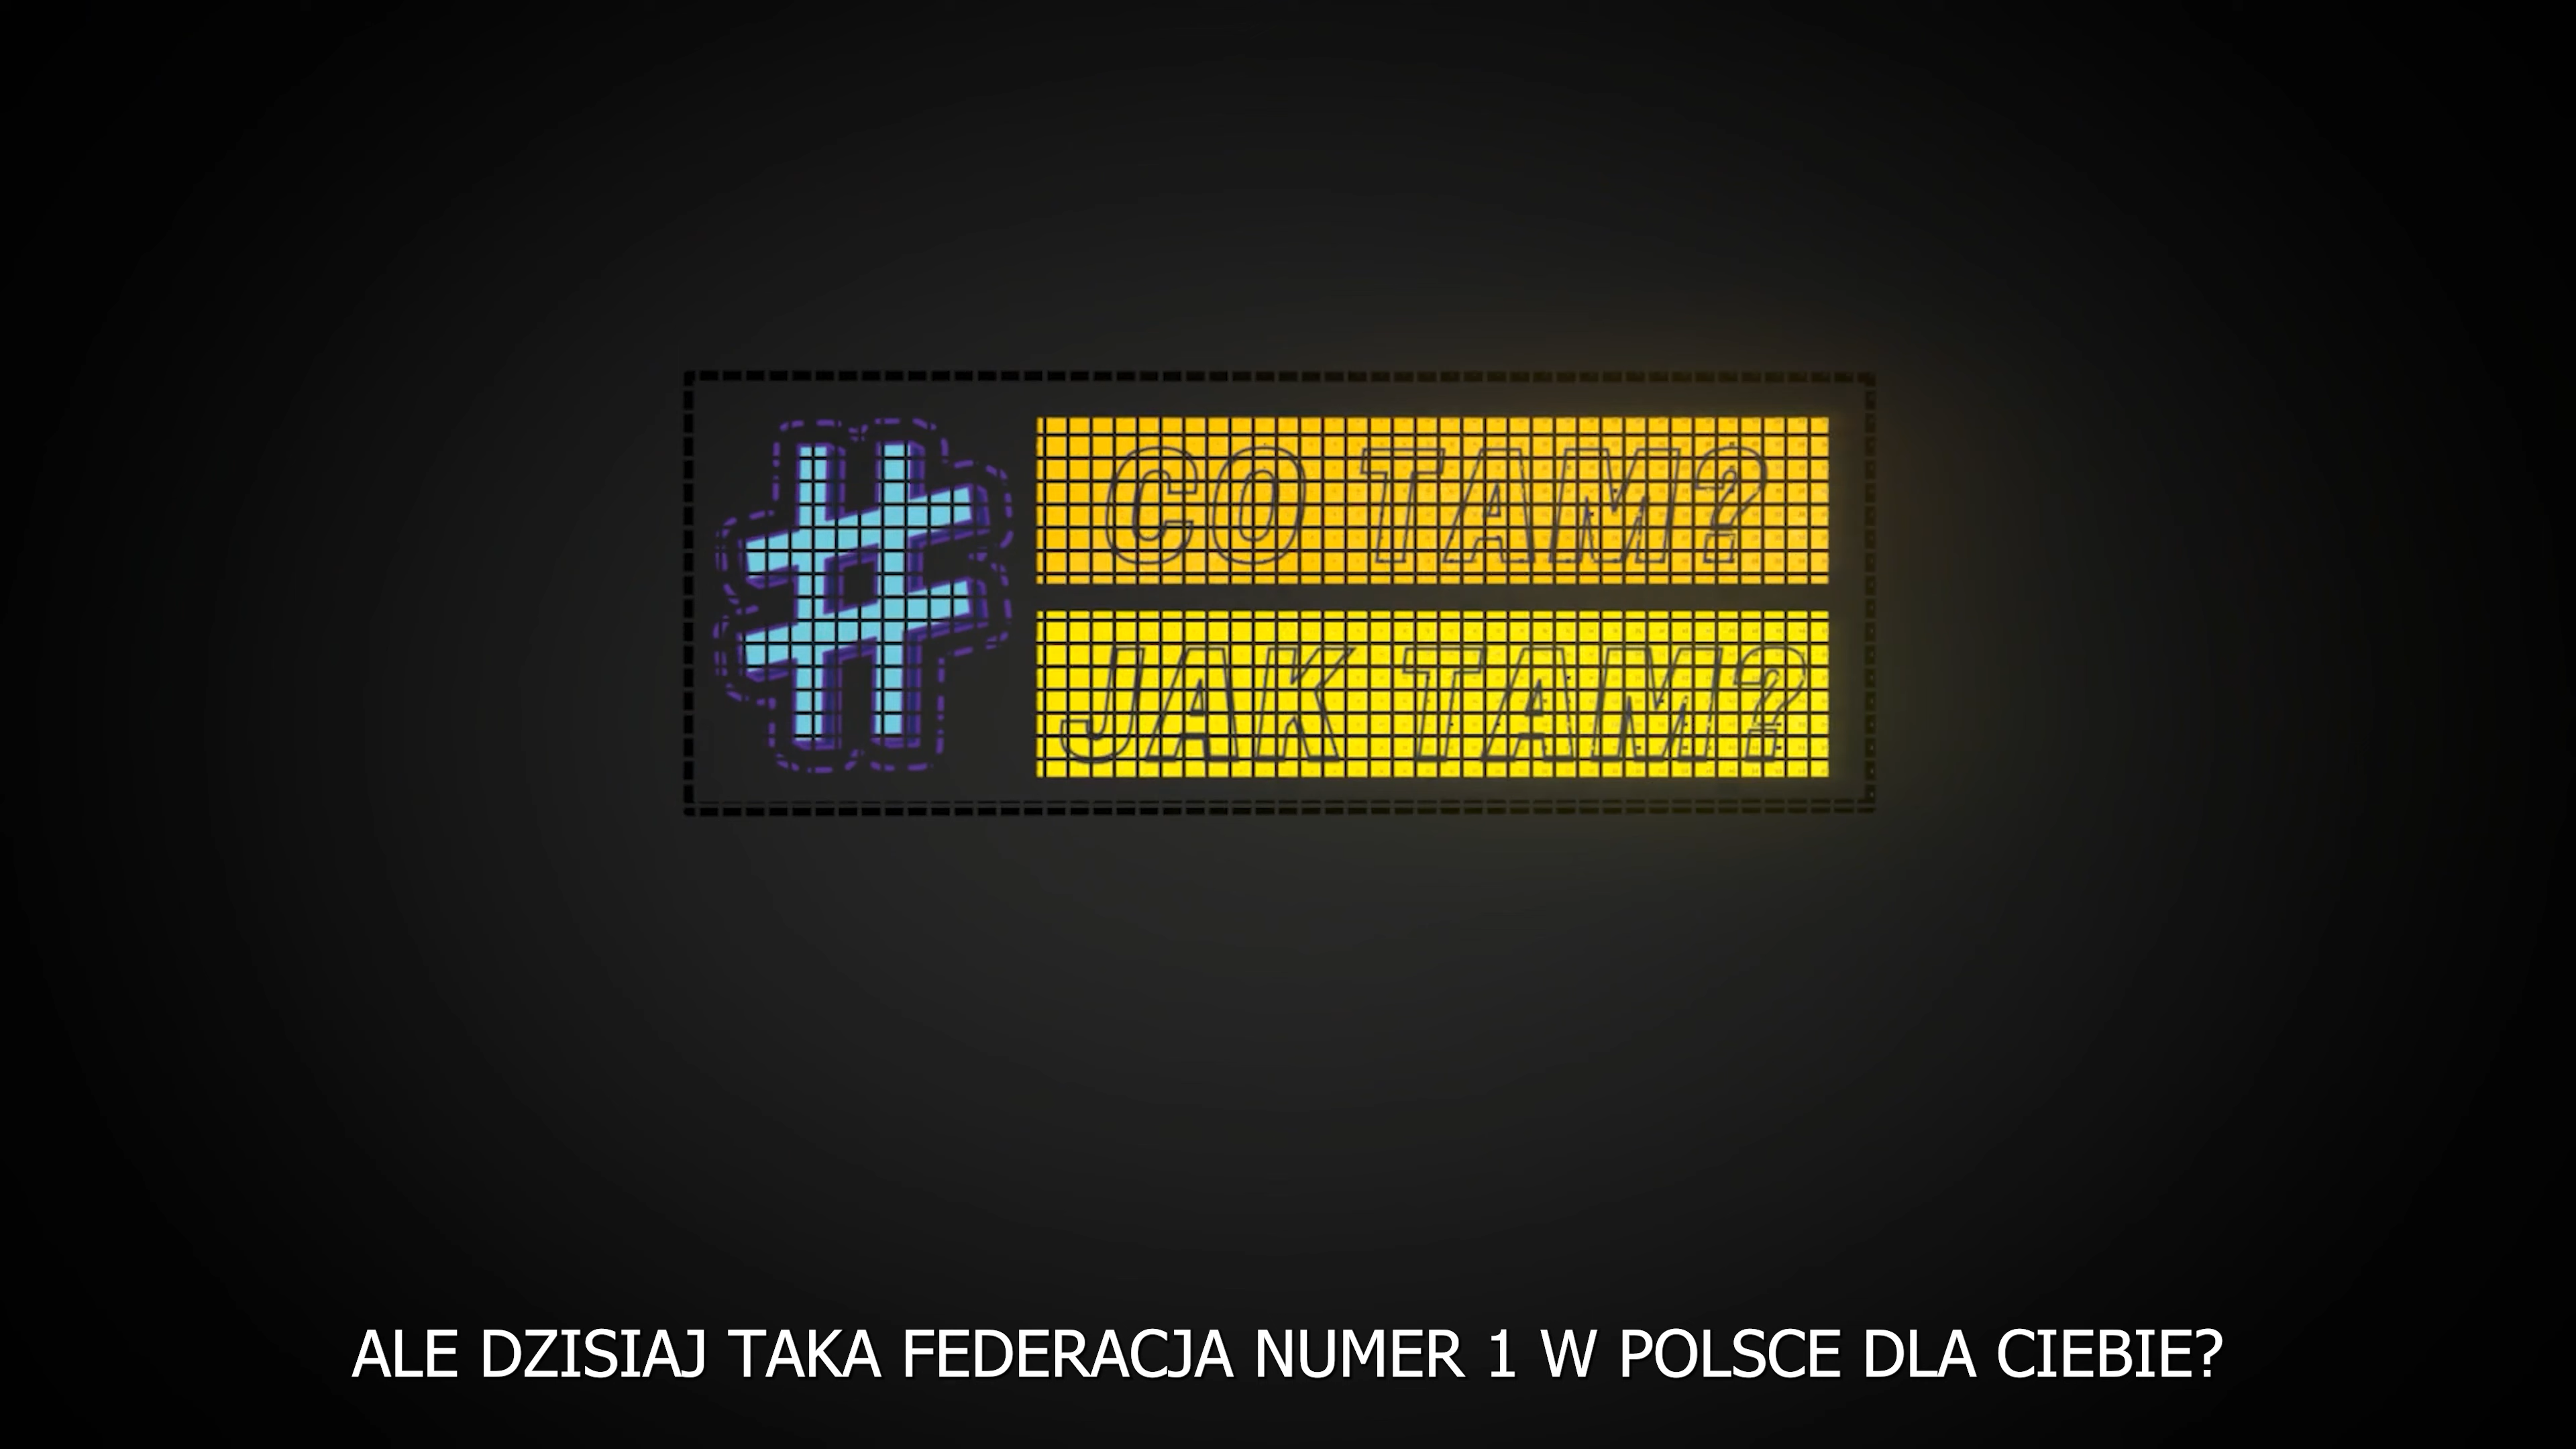 #
CO TAM?
JAK TAM?
ALE DZISIAJ TAKA FEDERACJA NUMER 1 W POLSCE DLA CIEBIE?